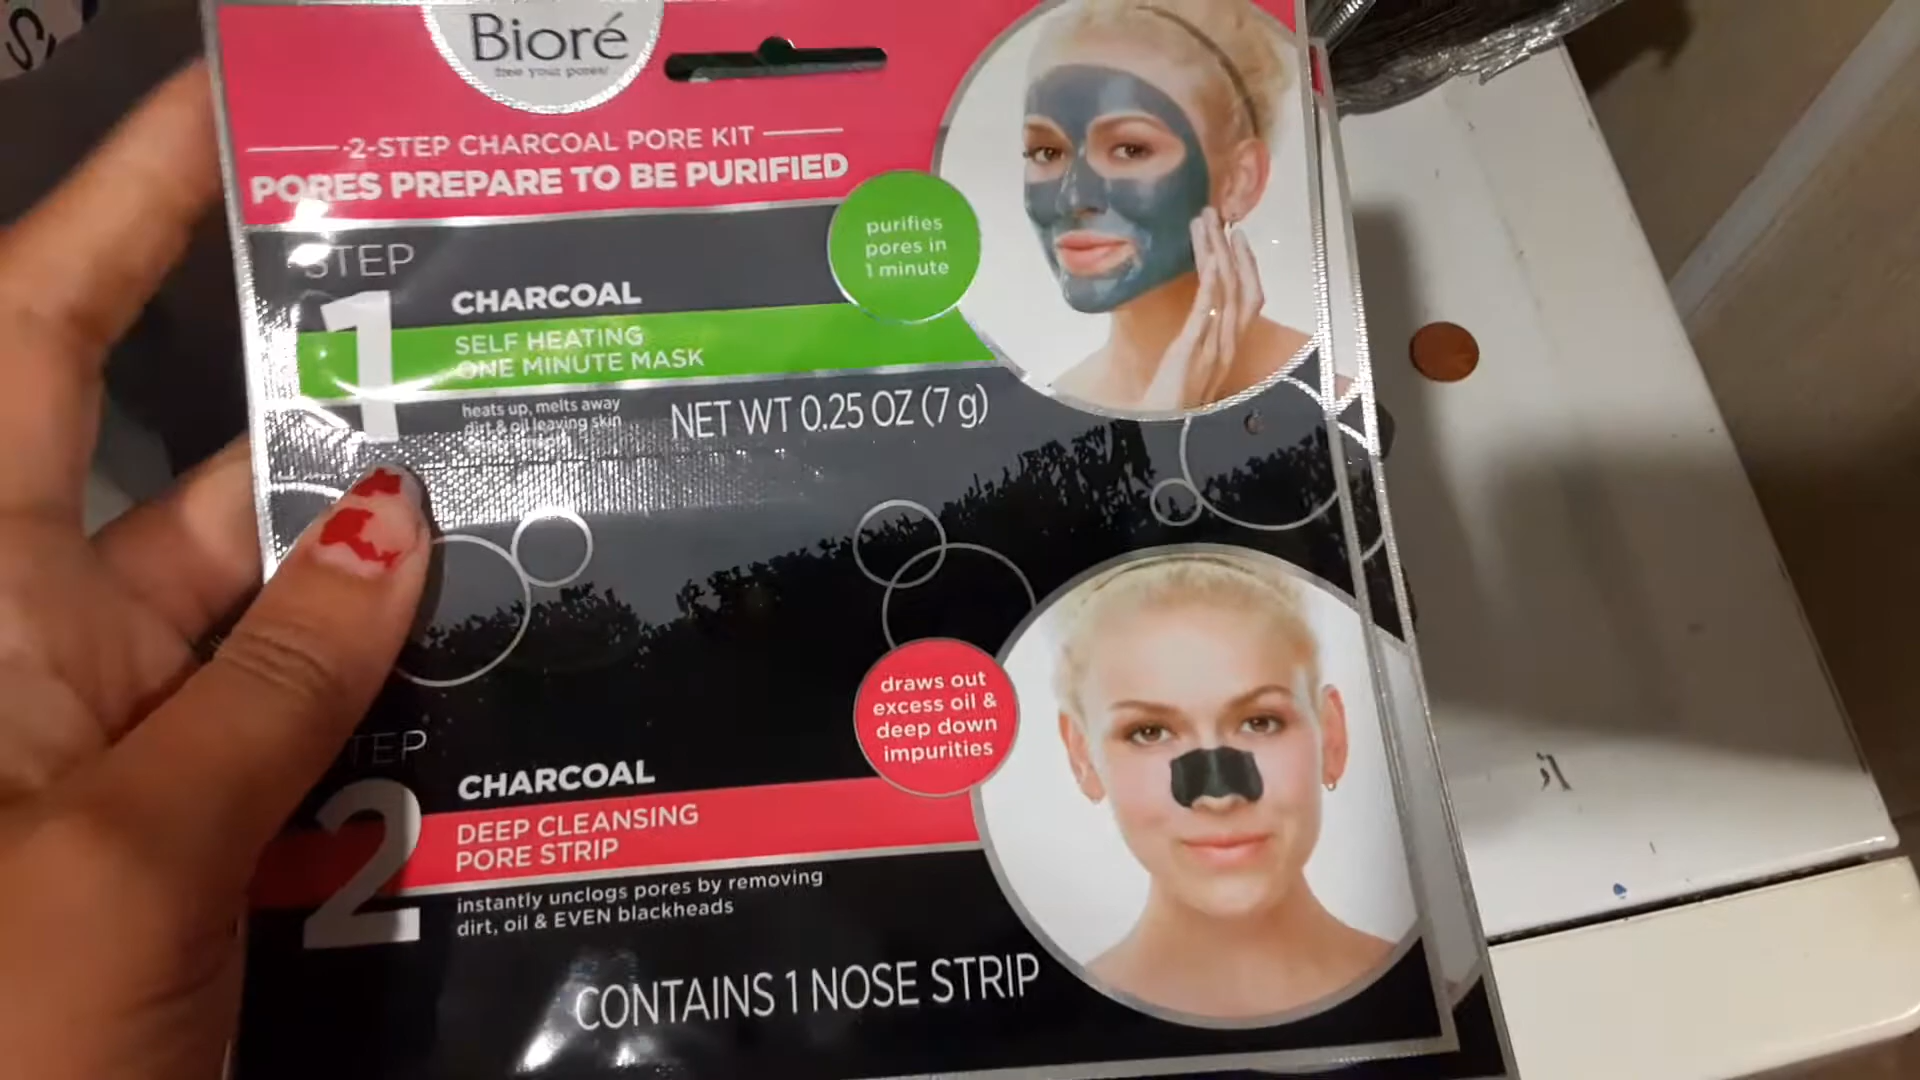 Bioré
free your pores!
2-STEP CHARCOAL PORE KIT
PORES PREPARE TO BE PURIFIED
purifies
pores in
1 minute
STEP
1
CHARCOAL
SELF HEATING
ONE MINUTE MASK
heats up, melts away
dirt & oil leaving skin
NET WT 0.25 OZ (7 g)
draws out
excess oil &
deep down
impurities
TEP
2
CHARCOAL
DEEP CLEANSING
PORE STRIP
instantly unclogs pores by removing
dirt, oil & EVEN blackheads
CONTAINS 1 NOSE STRIP